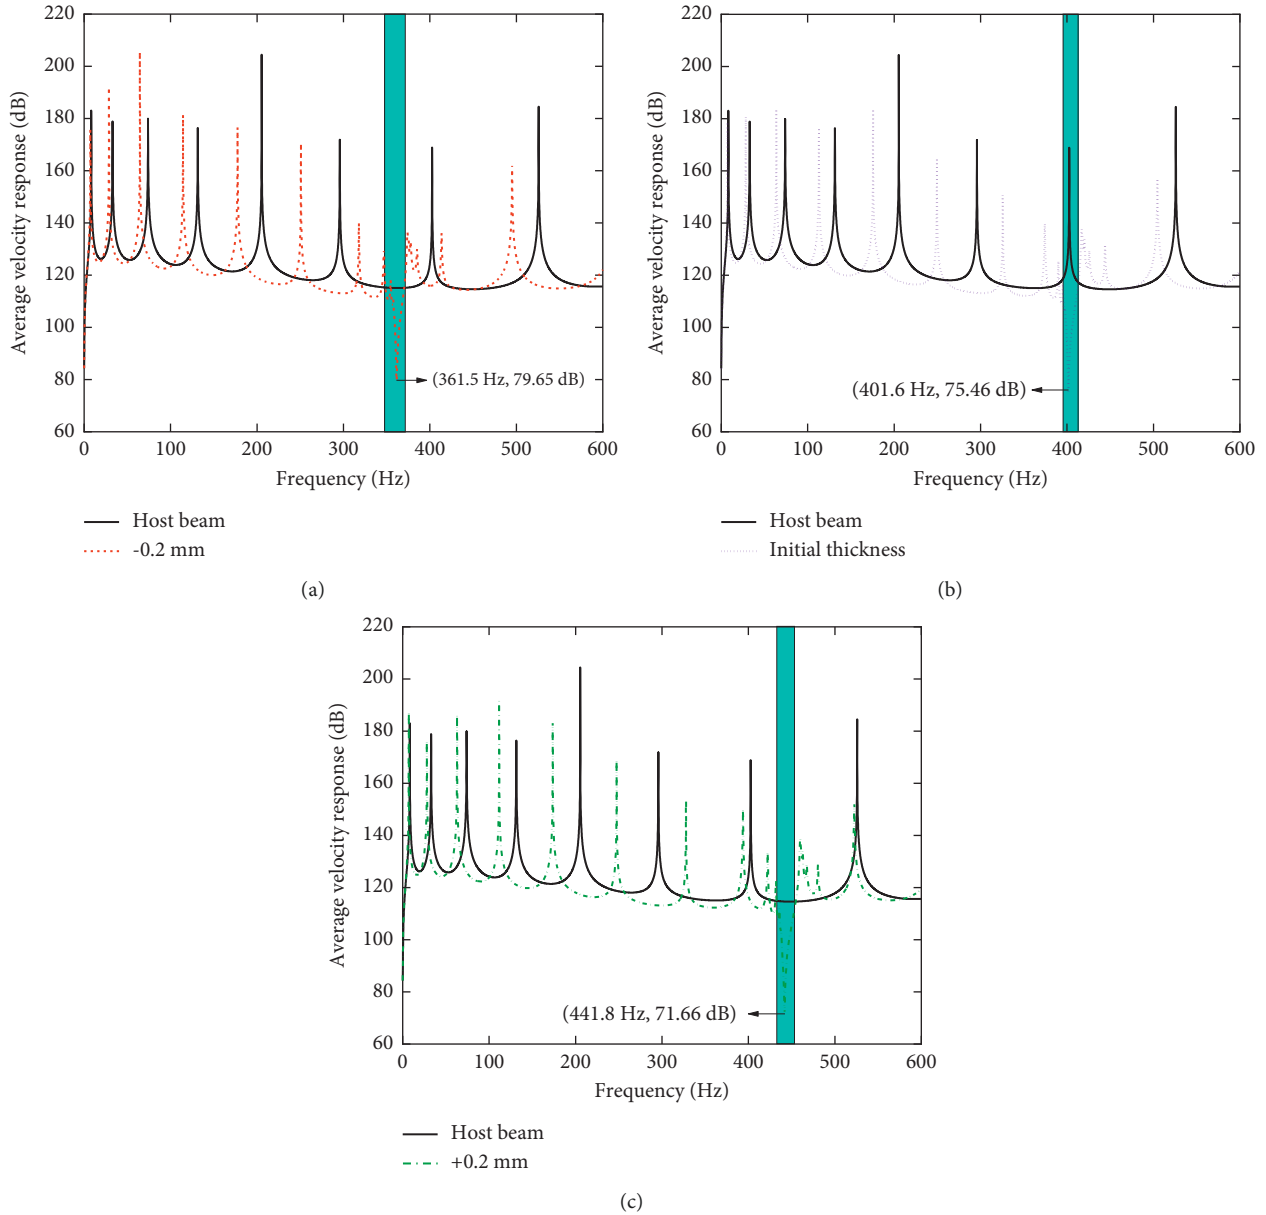 220
200
180
160
140
120
100
80
60
Average velocity response (dB)
(361.5 Hz, 79.65 dB)
0 100 200 300 400 500 600
Frequency (Hz)
Host beam
-0.2 mm
(a)
220
200
180
160
140
120
100
80
60
Average velocity response (dB)
(401.6 Hz, 75.46 dB)
0 100 200 300 400 500 600
Frequency (Hz)
Host beam
Initial thickness
(b)
220
200
180
160
140
120
100
80
60
Average velocity response (dB)
(441.8 Hz, 71.66 dB)
0 100 200 300 400 500 600
Frequency (Hz)
Host beam
+0.2 mm
(c)